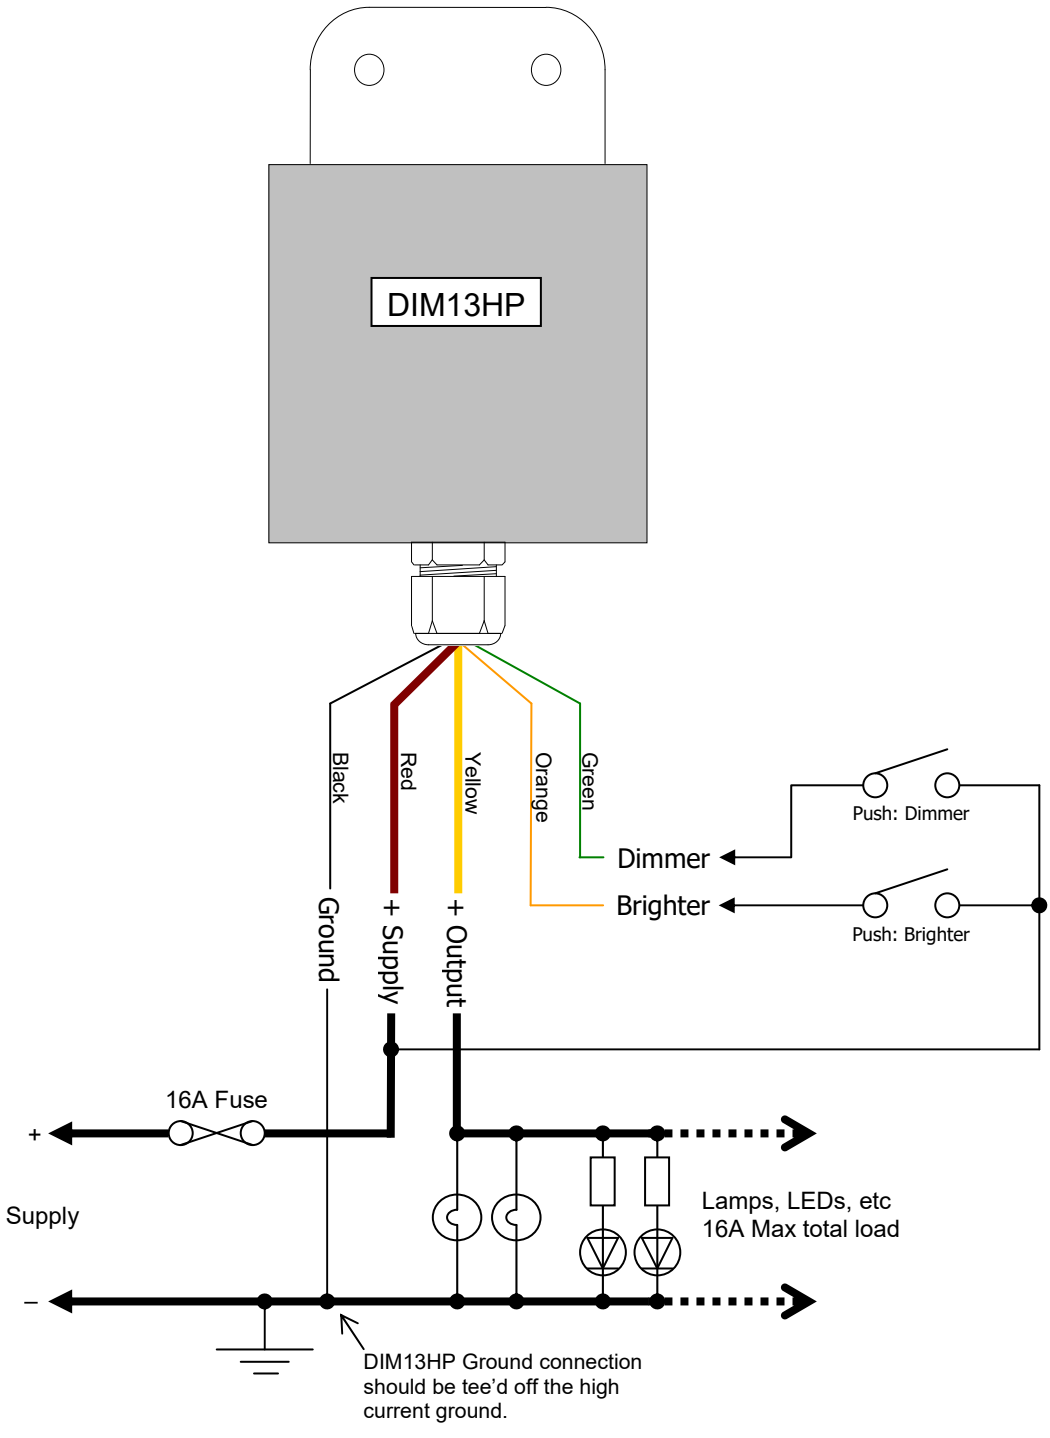 DIM13HP
Black
Red
Yellow
Orange
Green
Push: Dimmer
Dimmer
Brighter
Push: Brighter
Ground
+ Supply
+ Output
16A Fuse
+
Supply
Lamps, LEDs, etc
16A Max total load
–
DIM13HP Ground connection
should be tee’d off the high
current ground.